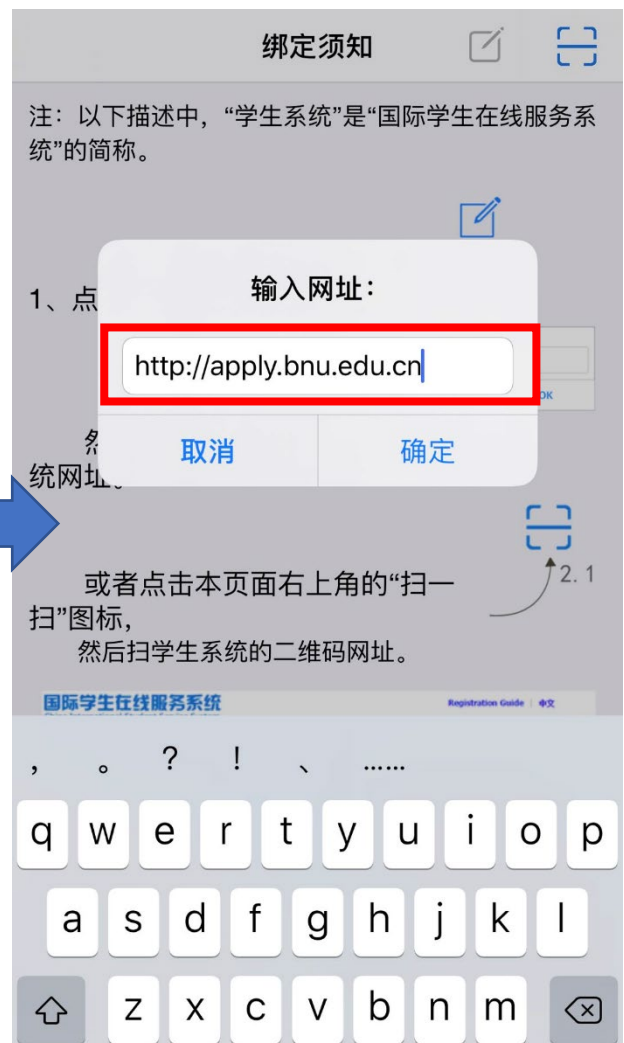 绑定须知
注：以下描述中，“学生系统”是“国际学生在线服务系
统”的简称。
1、点
输入网址：
http://apply.bnu.edu.cn
OK
取消
确定
然
统网址。
或者点击本页面右上角的“扫一
2.1
扫”图标，
然后扫学生系统的二维码网址。
国际学生在线服务系统
Registration Guide | 中文
， 。 ？ ！ 、 ……
q w e r t y u i o p
a s d f g h j k l
z x c v b n m